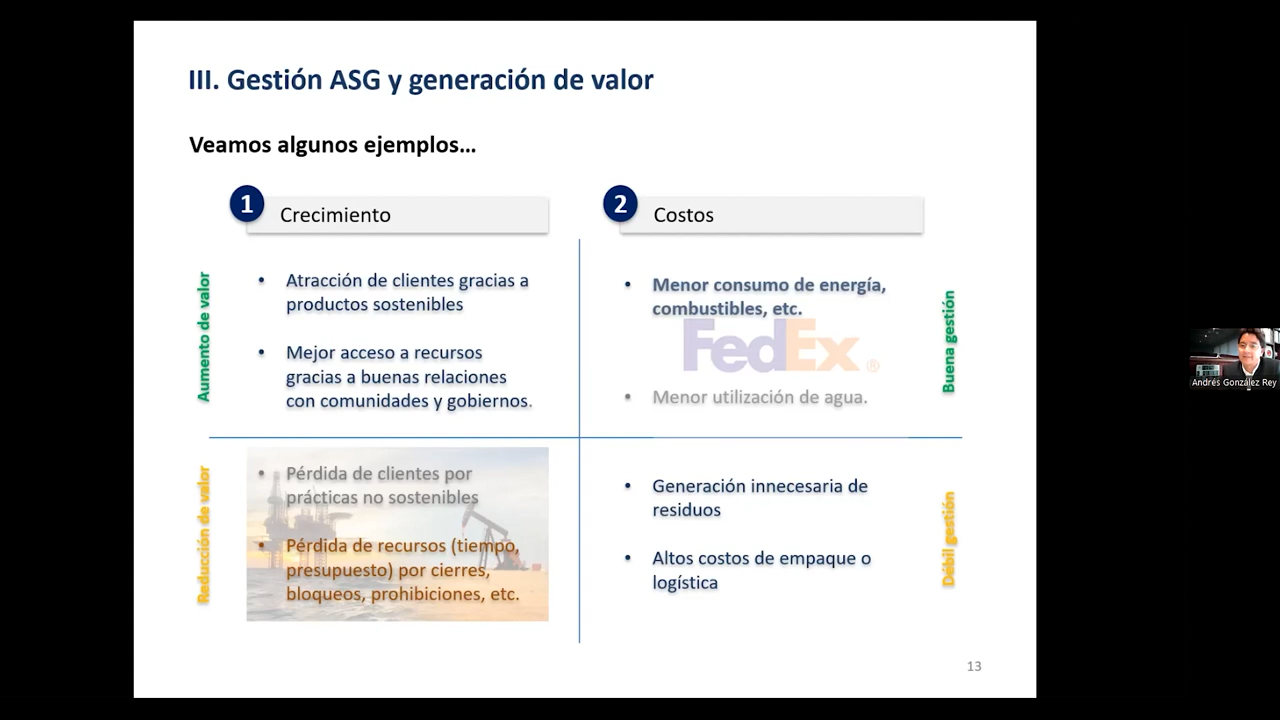 III. Gestión ASG y generación de valor
Veamos algunos ejemplos...
1
Crecimiento
2
Costos
Aumento de valor
• Atracción de clientes gracias a
productos sostenibles
• Mejor acceso a recursos
gracias a buenas relaciones
con comunidades y gobiernos.
• Menor consumo de energía,
combustibles, etc.
FedEx®
• Menor utilización de agua.
Buena gestión
Reducción de valor
• Pérdida de clientes por
prácticas no sostenibles
• Pérdida de recursos (tiempo,
presupuesto) por cierres,
bloqueos, prohibiciones, etc.
• Generación innecesaria de
residuos
• Altos costos de empaque o
logística
Débil gestión
13
Andrés González Rey